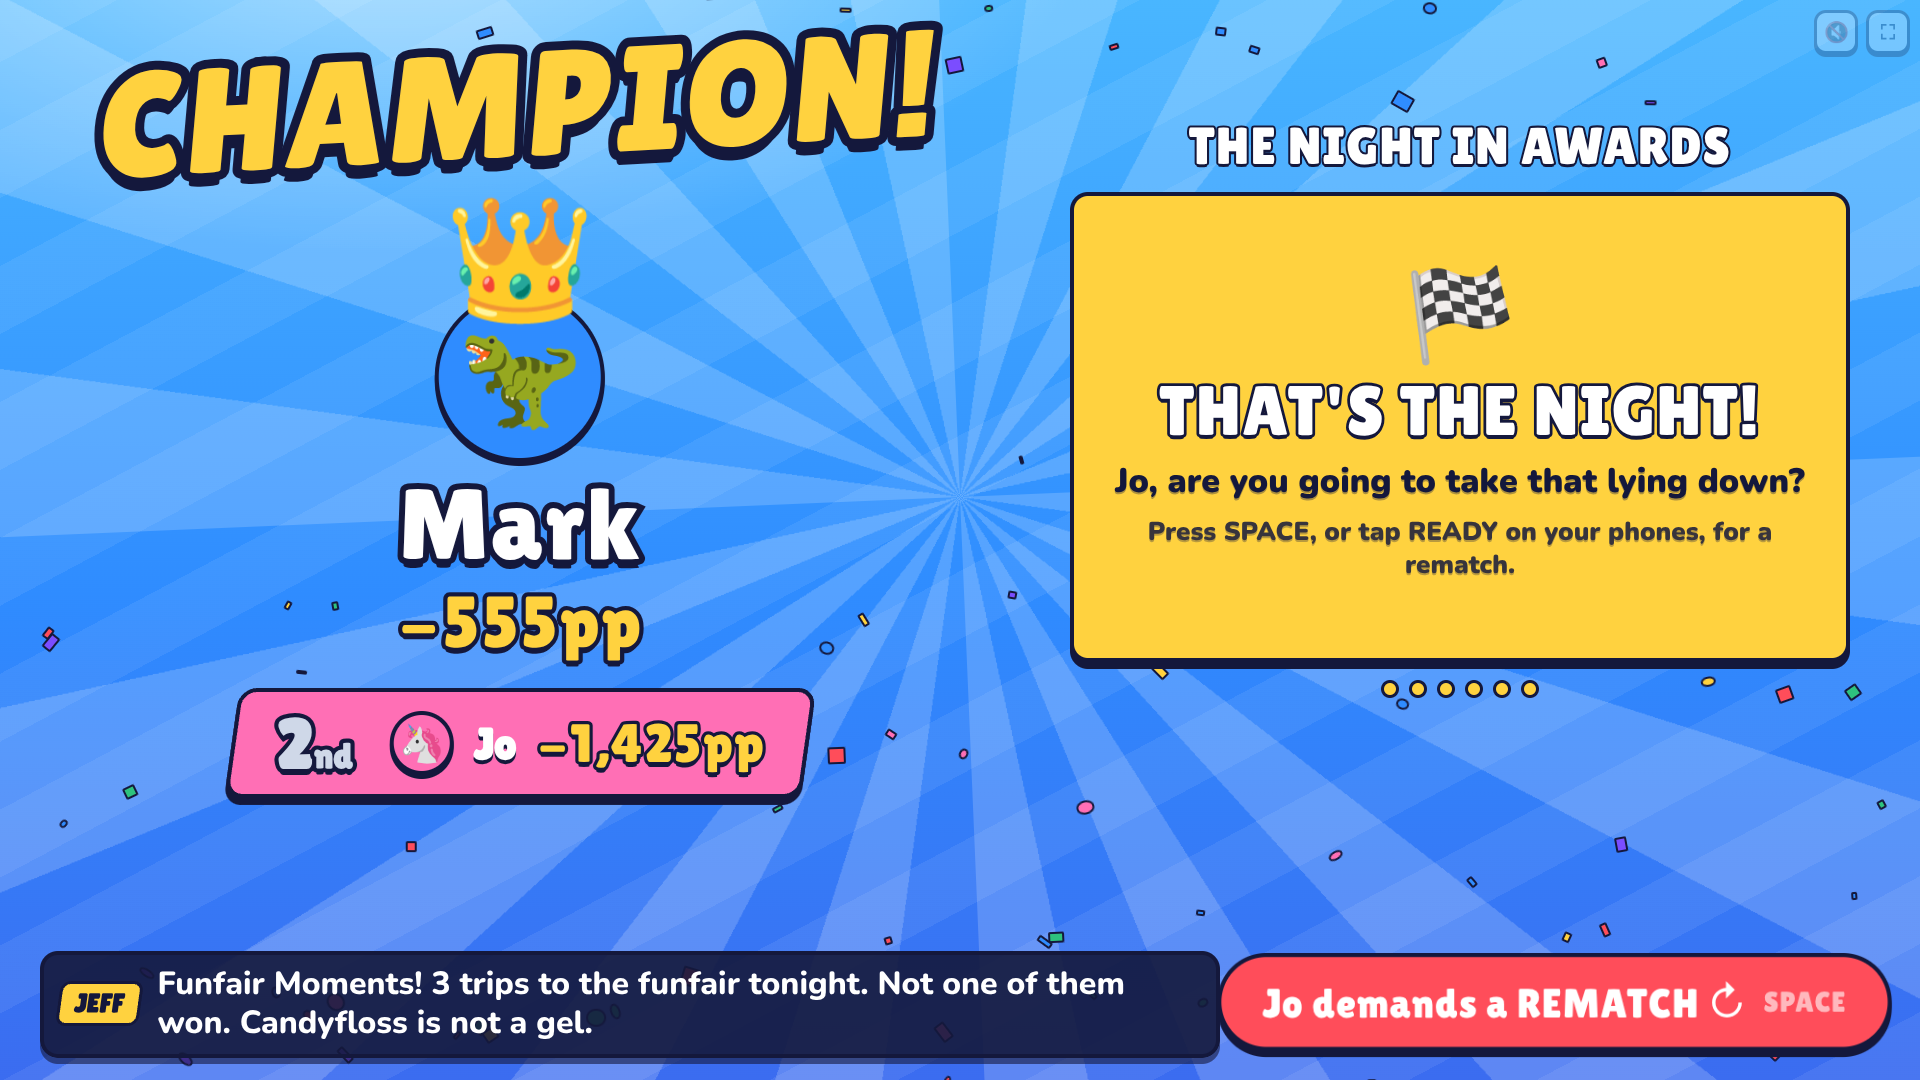 CHAMPION!
Mark
–555pp
2nd Jo –1,425pp
THE NIGHT IN AWARDS
THAT'S THE NIGHT!
Jo, are you going to take that lying down?
Press SPACE, or tap READY on your phones, for a
rematch.
JEFF
Funfair Moments! 3 trips to the funfair tonight. Not one of them
won. Candyfloss is not a gel.
Jo demands a REMATCH SPACE